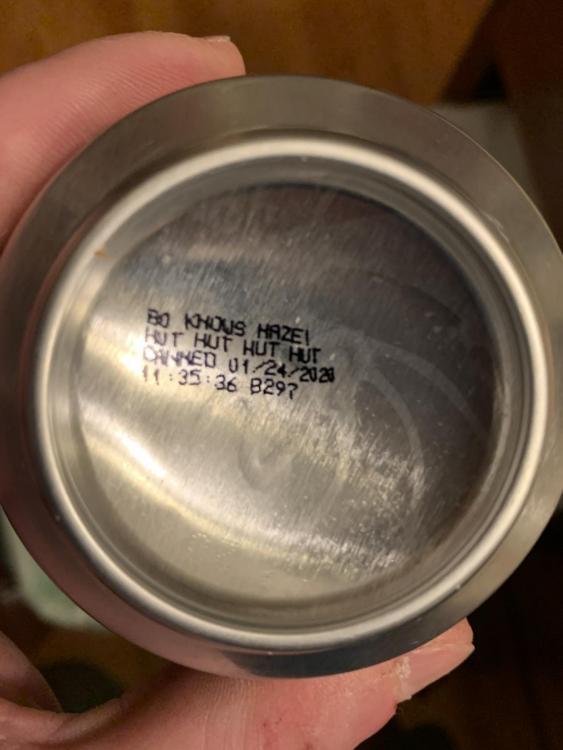 BO KNOWS HAZE!
HUT HUT HUT HUT
CANNED 01/24/2020
11:35:36 B297